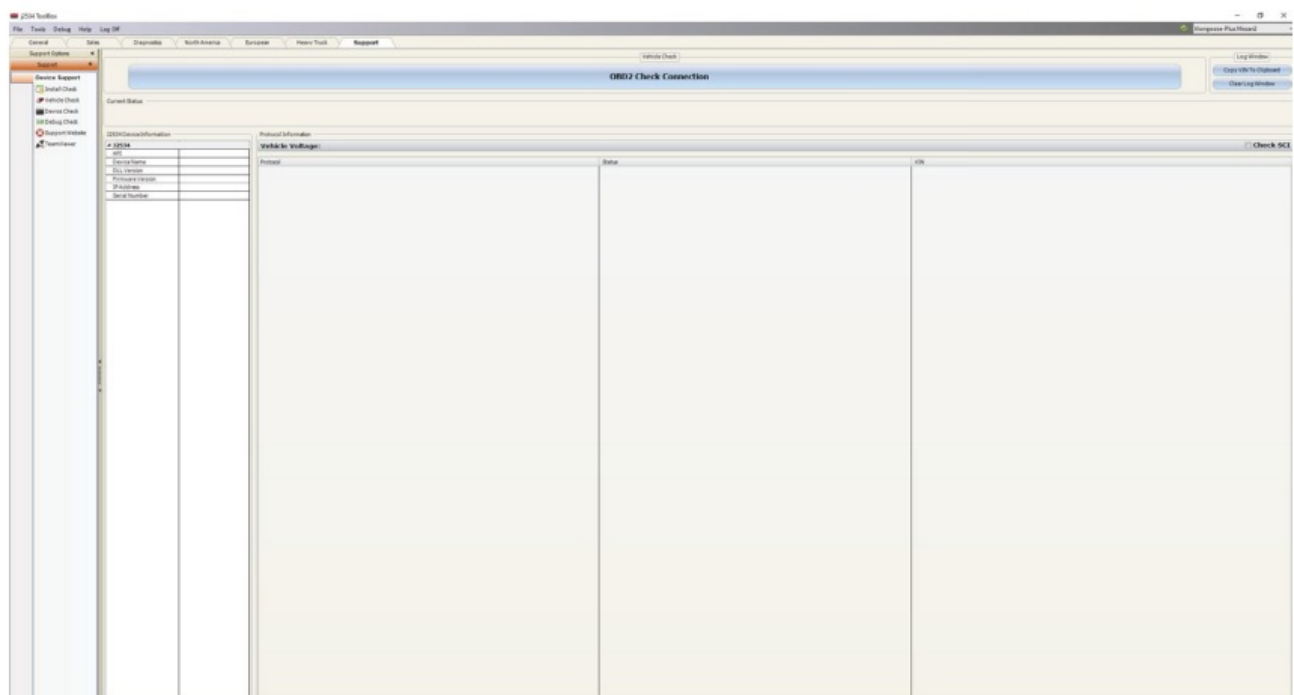 J2534 ToolBox
File Tools Debug Help Log Off
Mongoose-Plus Nissan2
General Sales Diagnostics North America European Heavy Truck Support
Support Options
Support
Device Support
Install Check
Vehicle Check
Device Check
Debug Check
Support Website
TeamViewer
Vehicle Check
OBD2 Check Connection
Log Window
Copy VIN To Clipboard
Clear Log Window
Current Status
J2534 Device Information
J2534
API
Device Name
DLL Version
Firmware Version
IP Address
Serial Number
Protocol Information
Vehicle Voltage:
Check SCI
Protocol Status VIN